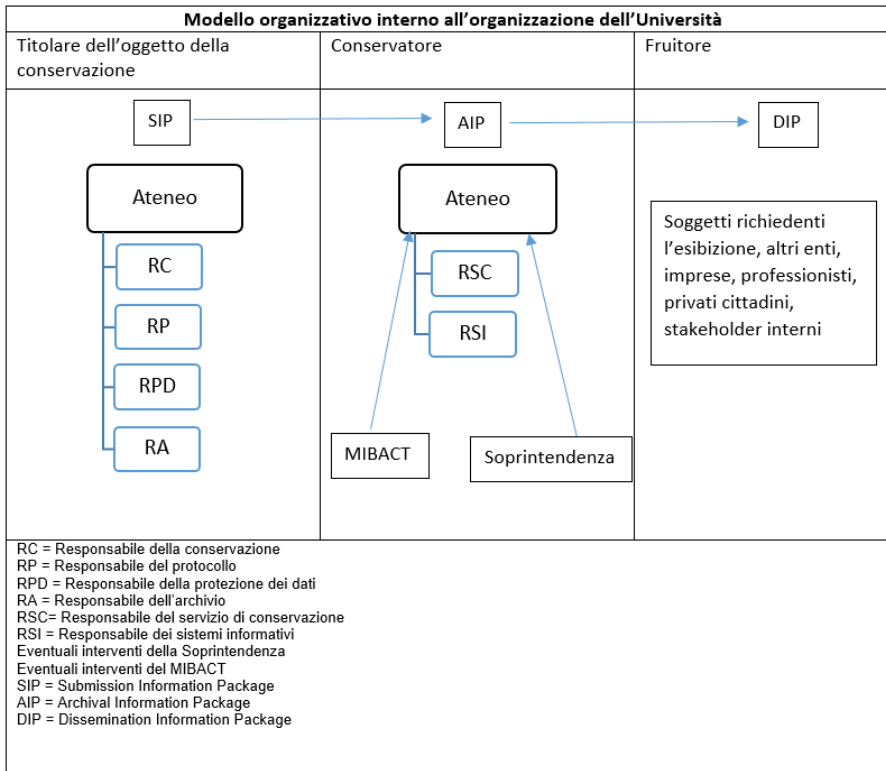 Modello organizzativo interno all'organizzazione dell'Università
Titolare dell'oggetto della
conservazione
Conservatore
Fruitore
SIP
AIP
DIP
Ateneo
RC
RP
RPD
RA
Ateneo
RSC
RSI
MIBACT
Soprintendenza
Soggetti richiedenti
l'esibizione, altri enti,
imprese, professionisti,
privati cittadini,
stakeholder interni
RC = Responsabile della conservazione
RP = Responsabile del protocollo
RPD = Responsabile della protezione dei dati
RA = Responsabile dell'archivio
RSC= Responsabile del servizio di conservazione
RSI = Responsabile dei sistemi informativi
Eventuali interventi della Soprintendenza
Eventuali interventi del MIBACT
SIP = Submission Information Package
AIP = Archival Information Package
DIP = Dissemination Information Package